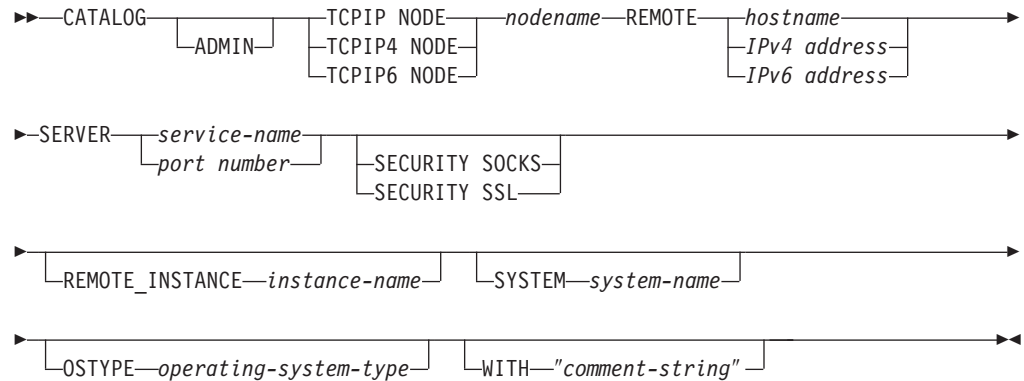 CATALOG TCPIP NODE nodename REMOTE hostname
ADMIN TCPIP4 NODE IPv4 address
TCPIP6 NODE IPv6 address
SERVER service-name
port number SECURITY SOCKS
SECURITY SSL
REMOTE_INSTANCE instance-name SYSTEM system-name
OSTYPE operating-system-type WITH "comment-string"